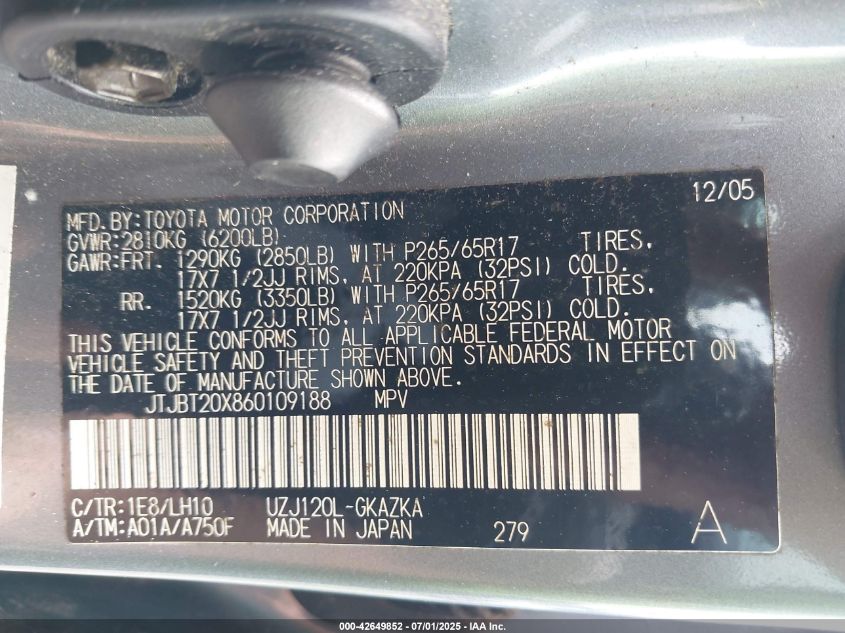 12/05
MFD.BY:TOYOTA MOTOR CORPORATION
GVWR:2810KG (6200LB)
GAWR:FRT. 1290KG (2850LB) WITH P265/65R17 TIRES,
17X7 1/2JJ RIMS, AT 220KPA (32PSI) COLD.
RR. 1520KG (3350LB) WITH P265/65R17 TIRES,
17X7 1/2JJ RIMS, AT 220KPA (32PSI) COLD.
THIS VEHICLE CONFORMS TO ALL APPLICABLE FEDERAL MOTOR
VEHICLE SAFETY AND THEFT PREVENTION STANDARDS IN EFFECT ON
THE DATE OF MANUFACTURE SHOWN ABOVE.
JTJBT20X860109188 MPV
C/TR:1E8/LH10 UZJ120L-GKAZKA
A/TM:A01A/A750F MADE IN JAPAN 279 A
000-42649852 / 07/01/2025 - © IAA Inc.